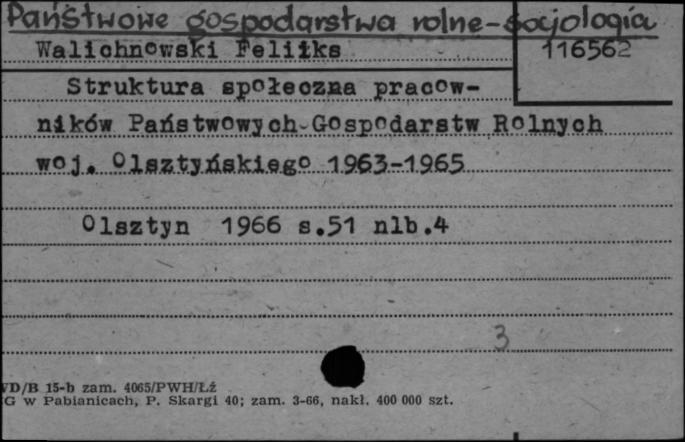 Państwowe gospodarstwa rolne-socjologia
Walichnowski Feliks
116562
Struktura społeczna pracow-
ników Państwowych Gospodarstw Rolnych
woj. Olsztyńskiego 1963-1965
Olsztyn 1966 s.51 nlb.4
3
VD/B 15-b zam. 4065/PWH/Łż
G w Pabianicach, P. Skargi 40; zam. 3-66, nakł. 400 000 szt.